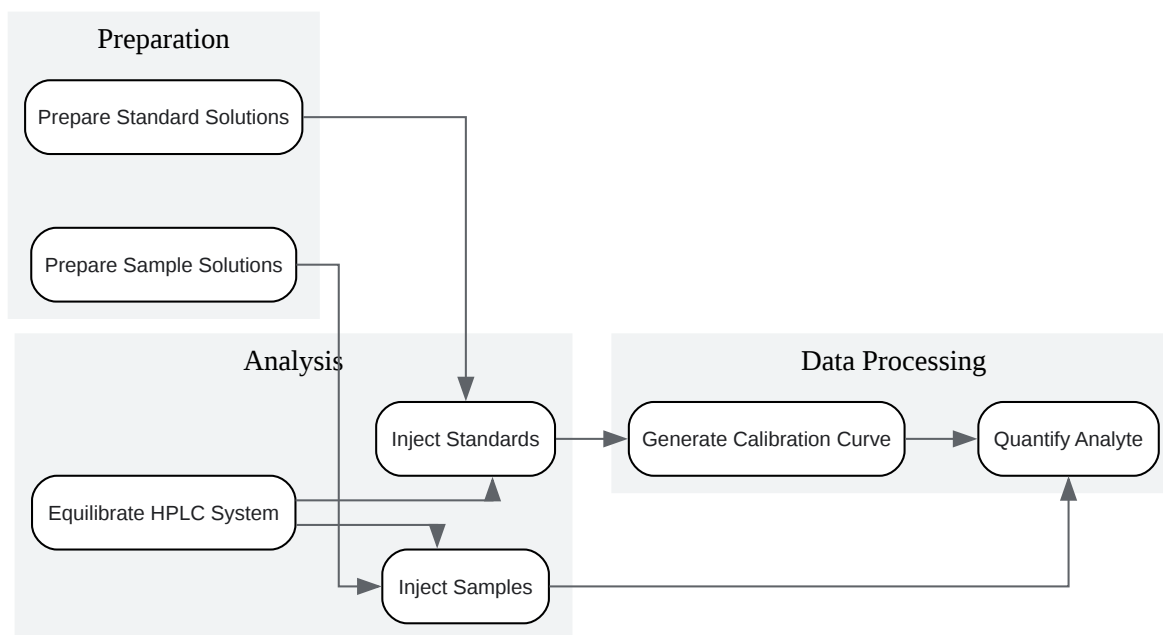 Preparation
Prepare Standard Solutions
Prepare Sample Solutions
Analysis
Inject Standards
Equilibrate HPLC System
Inject Samples
Data Processing
Generate Calibration Curve
Quantify Analyte